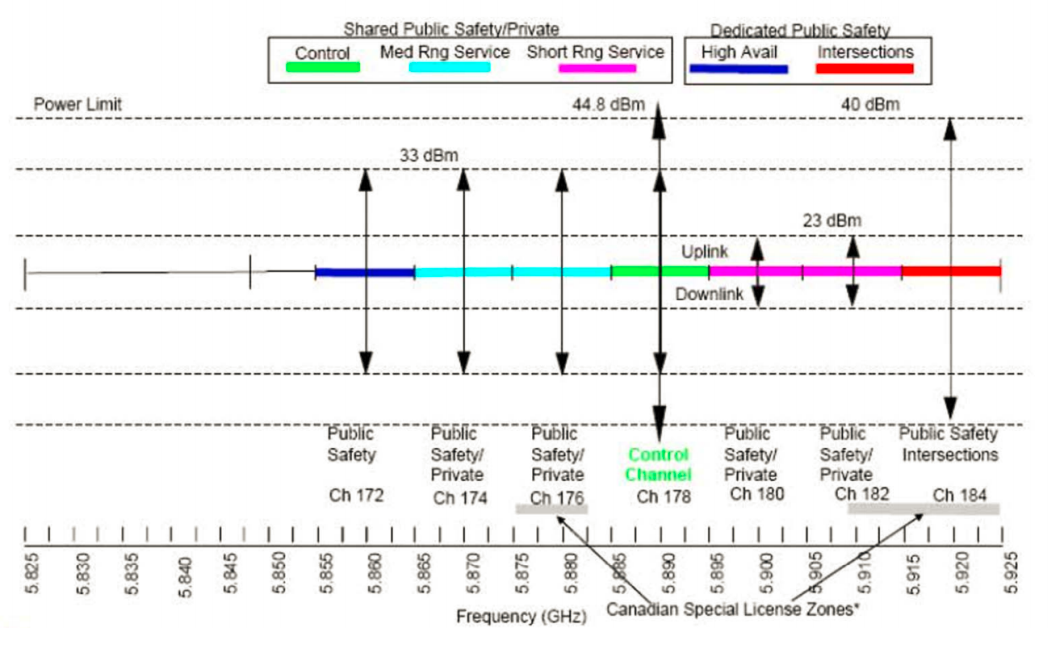 Shared Public Safety/Private
Dedicated Public Safety
Control
Med Rng Service
Short Rng Service
High Avail
Intersections
Power Limit
44.8 dBm
40 dBm
33 dBm
23 dBm
Uplink
Downlink
Public
Safety
Ch 172
Public
Safety/
Private
Ch 174
Public
Safety/
Private
Ch 176
Control
Channel
Ch 178
Public
Safety/
Private
Ch 180
Public
Safety/
Private
Ch 182
Public Safety
Intersections
Ch 184
5.825
5.830
5.835
5.840
5.845
5.850
5.855
5.860
5.865
5.870
5.875
5.880
5.885
5.890
5.895
5.900
5.905
5.910
5.915
5.920
5.925
Frequency (GHz)
Canadian Special License Zones*